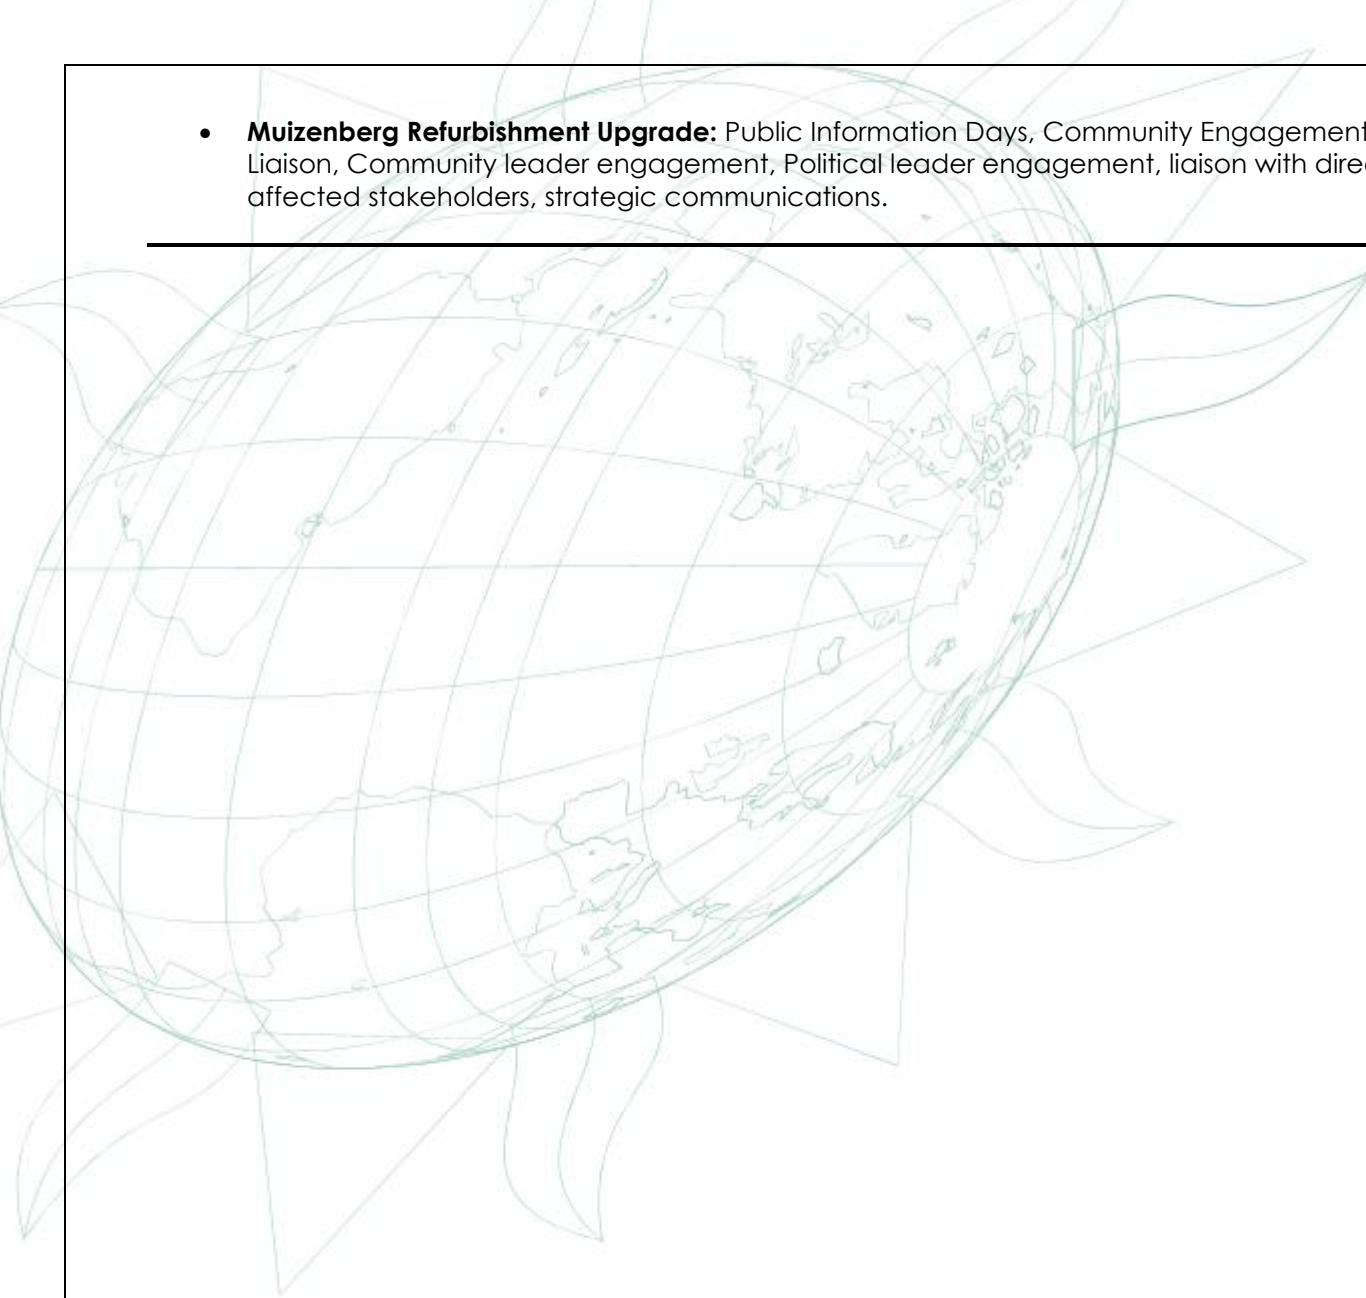 • Muizenberg Refurbishment Upgrade: Public Information Days, Community Engagement
Liaison, Community leader engagement, Political leader engagement, liaison with
affected stakeholders, strategic communications.